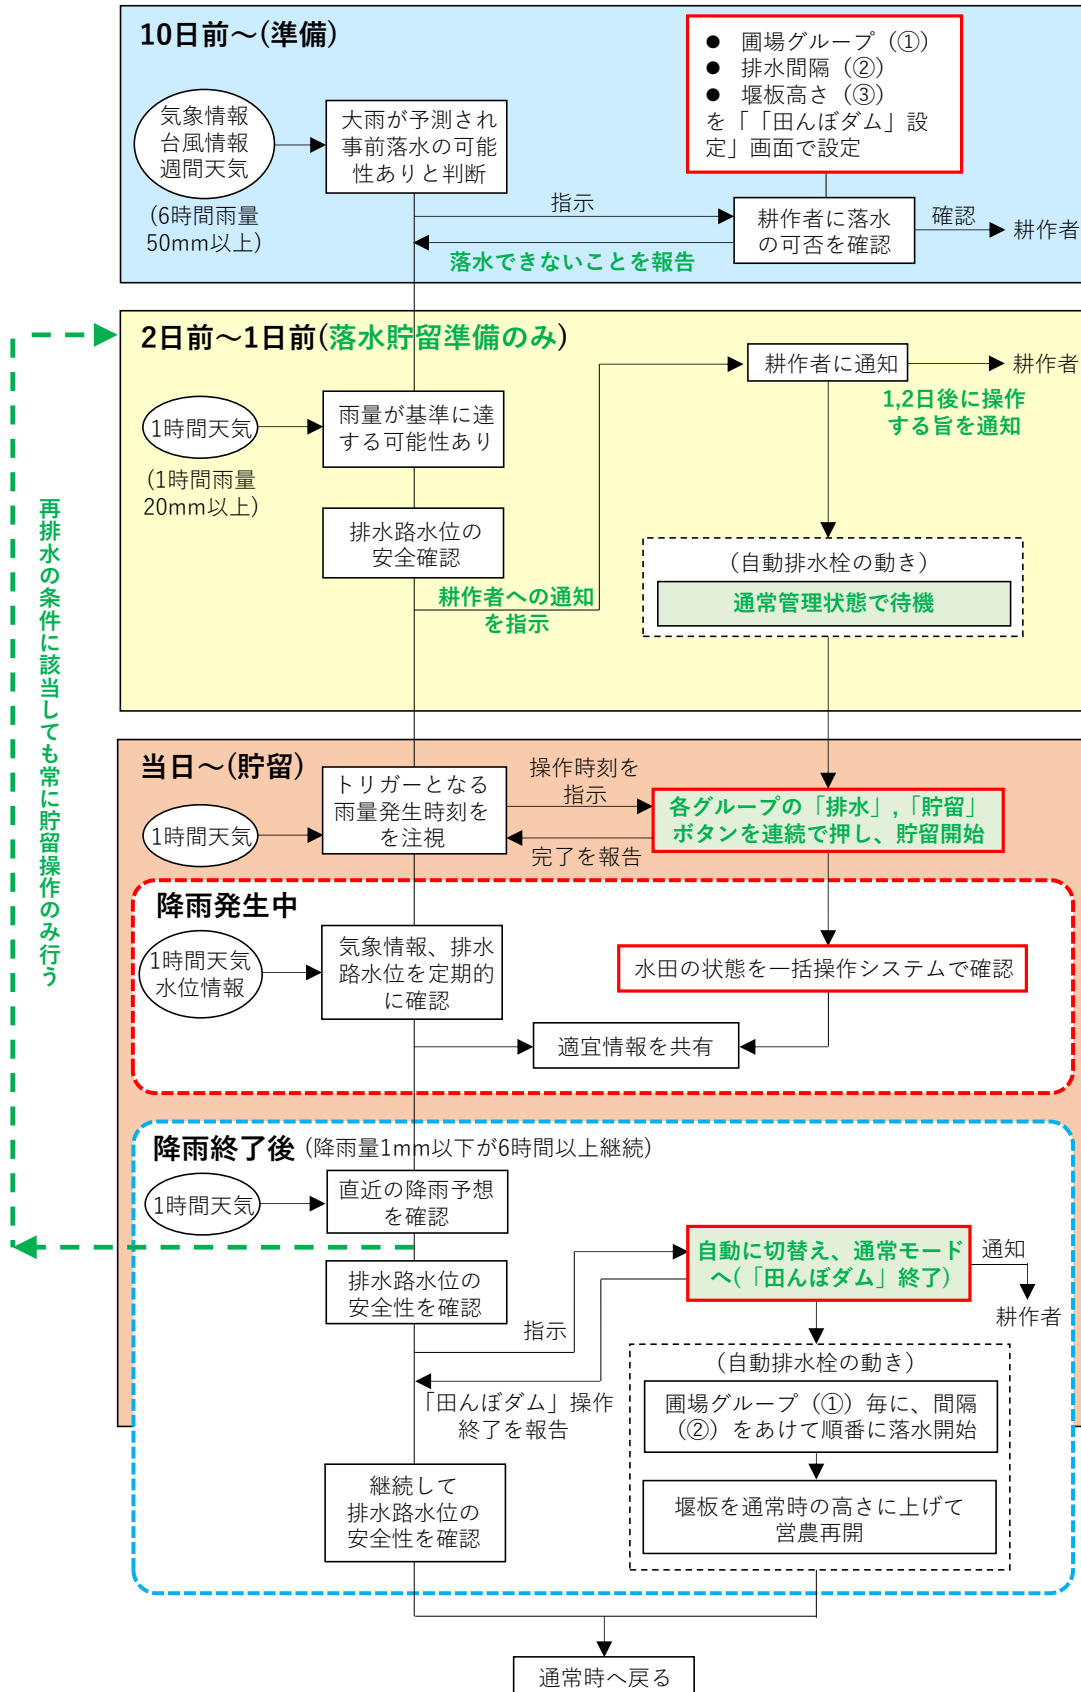 10日前～(準備)
● 圃場グループ（①）
● 排水間隔（②）
● 堰板高さ（③）
を「「田んぼダム」設
定」画面で設定
気象情報
台風情報
週間天気
(6時間雨量
50mm以上)
大雨が予測され
事前落水の可能
性ありと判断
指示
耕作者に落水
の可否を確認
確認
耕作者
落水できないことを報告
2日前～1日前(落水貯留準備のみ)
耕作者に通知
耕作者
1,2日後に操作
する旨を通知
1時間天気
(1時間雨量
20mm以上)
雨量が基準に達
する可能性あり
排水路水位の
安全確認
耕作者への通知
を指示
(自動排水栓の動き)
通常管理状態で待機
再排水の条件に該当しても常に貯留操作のみ行う
当日～(貯留)
1時間天気
トリガーとなる
雨量発生時刻を
を注視
操作時刻を
指示
完了を報告
各グループの「排水」,「貯留」
ボタンを連続で押し、貯留開始
降雨発生中
1時間天気
水位情報
気象情報、排水
路水位を定期的
に確認
水田の状態を一括操作システムで確認
適宜情報を共有
降雨終了後 (降雨量1mm以下が6時間以上継続)
1時間天気
直近の降雨予想
を確認
排水路水位の
安全性を確認
指示
自動に切替え、通常モード
へ(「田んぼダム」終了)
通知
耕作者
「田んぼダム」操作
終了を報告
(自動排水栓の動き)
圃場グループ（①）毎に、間隔
（②）をあけて順番に落水開始
堰板を通常時の高さに上げて
営農再開
継続して
排水路水位の
安全性を確認
通常時へ戻る